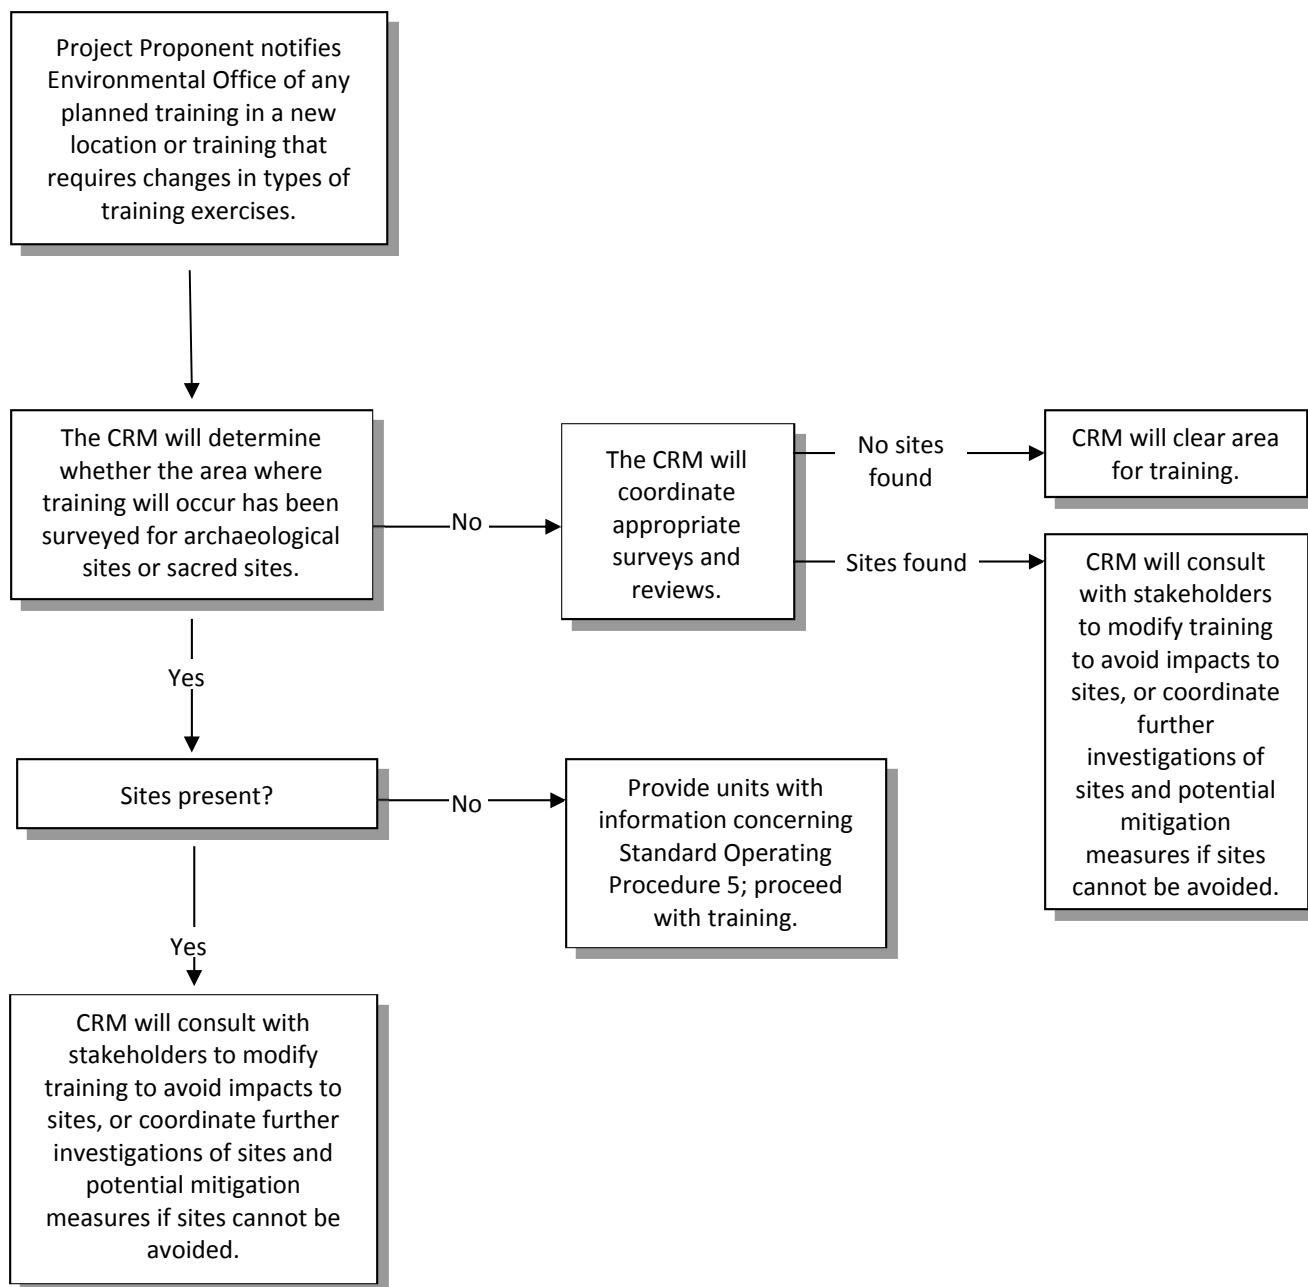 Project Proponent notifies
Environmental Office of any
planned training in a new
location or training that
requires changes in types of
training exercises.
The CRM will determine
whether the area where
training will occur has been
surveyed for archaeological
sites or sacred sites.
No
The CRM will
coordinate
appropriate
surveys and
reviews.
No sites
found
CRM will clear area
for training.
Sites found
CRM will consult
with stakeholders
to modify training
to avoid impacts to
sites, or coordinate
further
investigations of
sites and potential
mitigation
measures if sites
cannot be avoided.
Yes
Sites present?
No
Provide units with
information concerning
Standard Operating
Procedure 5; proceed
with training.
Yes
CRM will consult with
stakeholders to modify
training to avoid impacts to
sites, or coordinate further
investigations of sites and
potential mitigation
measures if sites cannot be
avoided.